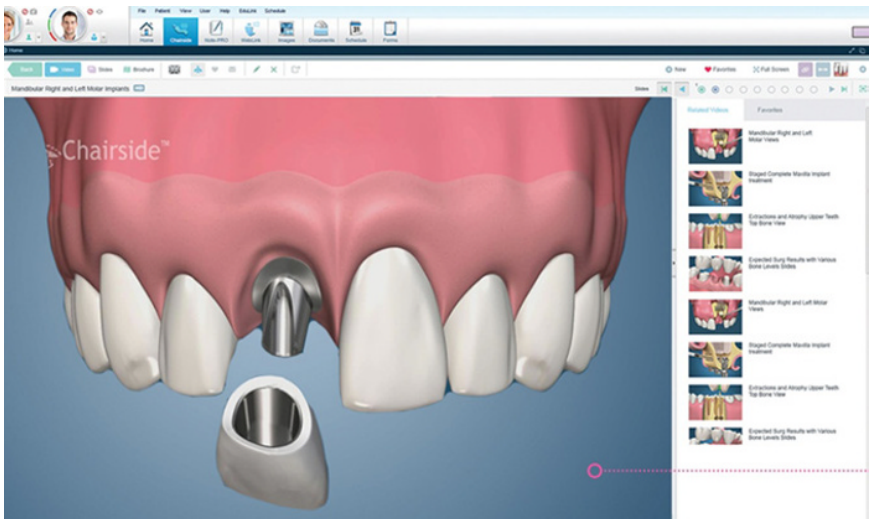 File Patient View User Help EduLink Schedule
Home Chairside WebLink Images Documents Schedule Forms
Home
Back Video Slides Brochure New Favorites Full Screen
Mandibular Right and Left Molar Implants Slides
Chairside™
Related Videos Favorites
Mandibular Right and Left
Molar Views
Staged Complete Maxilla Implant
treatment
Extractions and Atrophy Upper Teeth
Top Bone View
Expected Surg Results with Various
Bone Levels Slides
Mandibular Right and Left Molar
Views
Staged Complete Maxilla Implant
treatment
Extractions and Atrophy Upper Teeth
Top Bone View
Expected Surg Results with Various
Bone Levels Slides